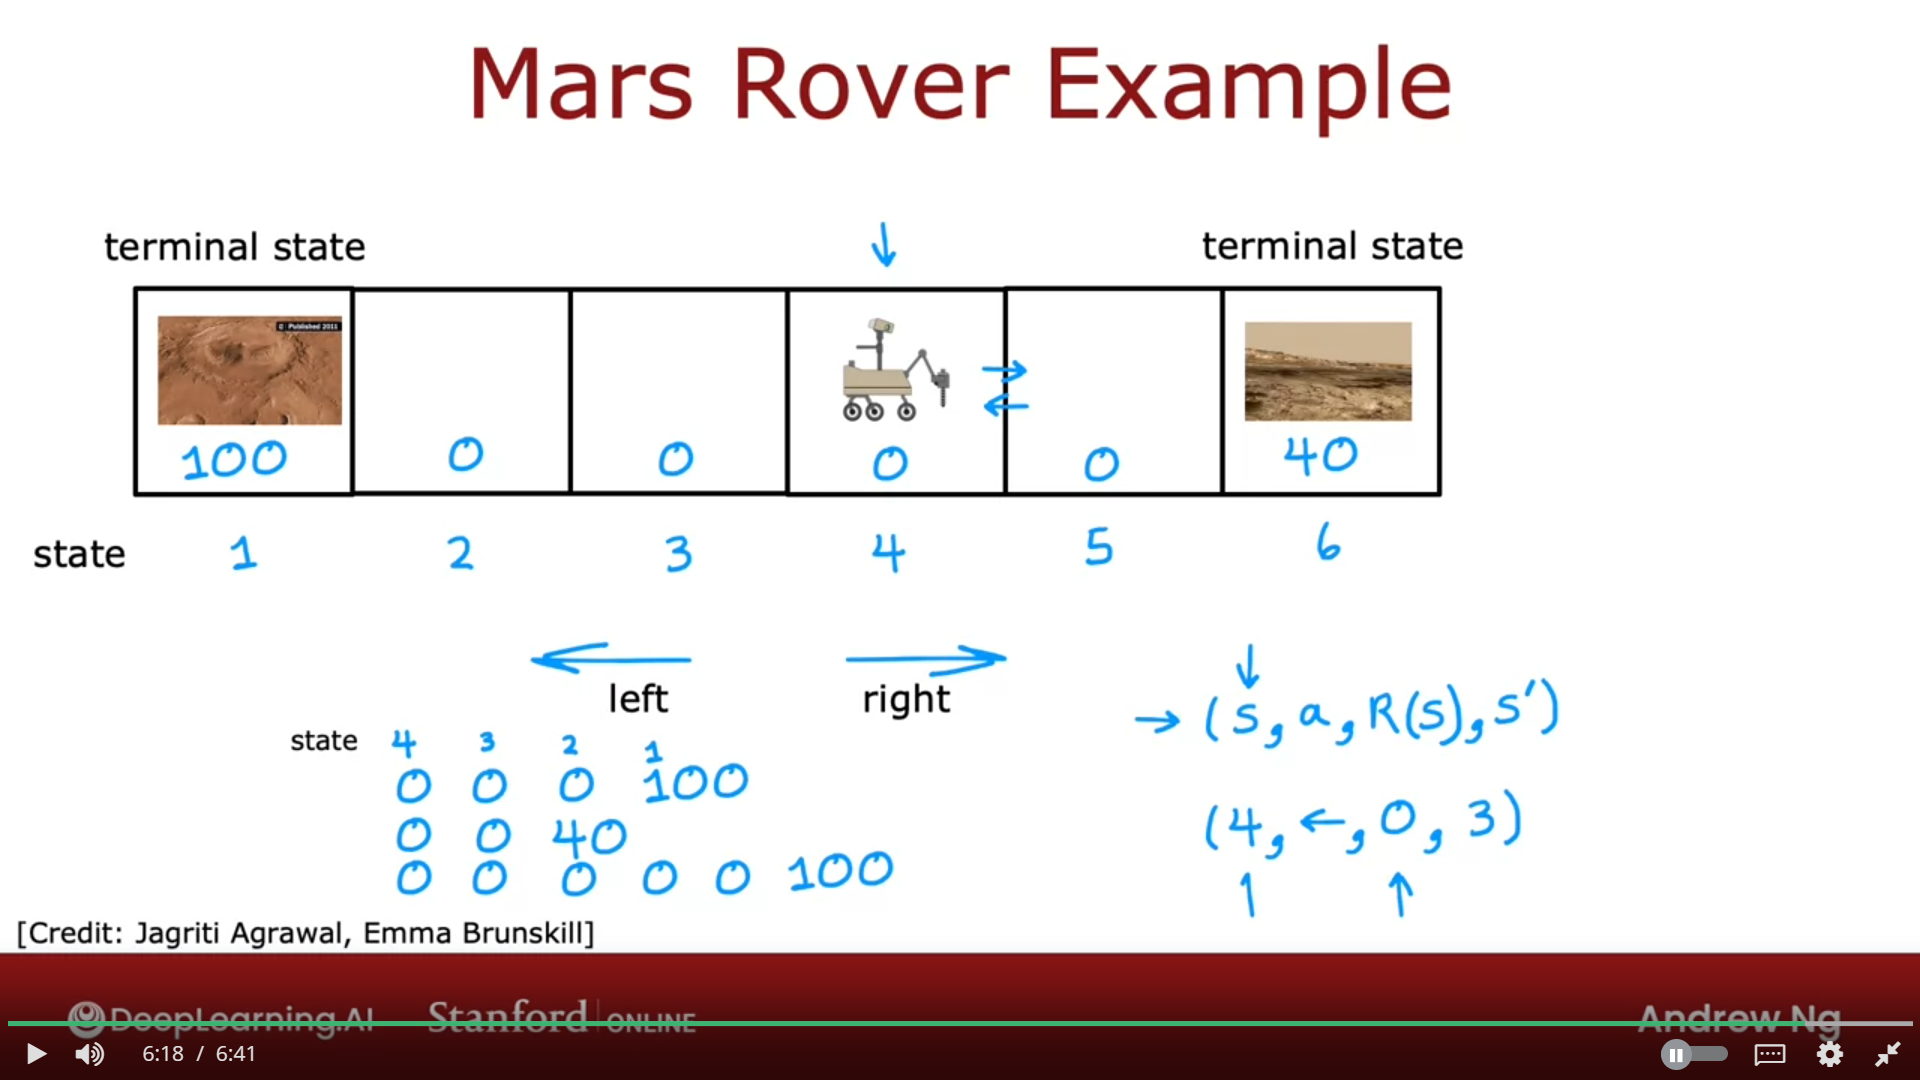 Mars Rover Example
terminal state
terminal state
↓
© Published 2011
→
←
100 0 0 0 0 40
state 1 2 3 4 5 6
← →
left right
↓
→ (s, a, R(s), s')
state 4 3 2 1
0 0 0 100
(4, ←, 0, 3)
0 0 40
0 0 0 0 0 100
↑
[Credit: Jagriti Agrawal, Emma Brunskill]
DeepLearning.AI Stanford | ONLINE Andrew Ng
6:18 / 6:41